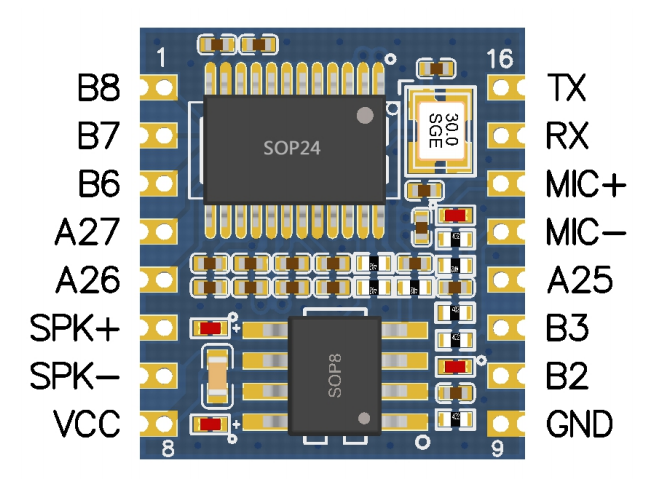 1
16
B8
TX
B7
RX
B6
MIC+
A27
MIC-
A26
A25
SPK+
B3
SPK-
B2
VCC
GND
8
9
SOP24
30.0
SGE
SOP8
+
+